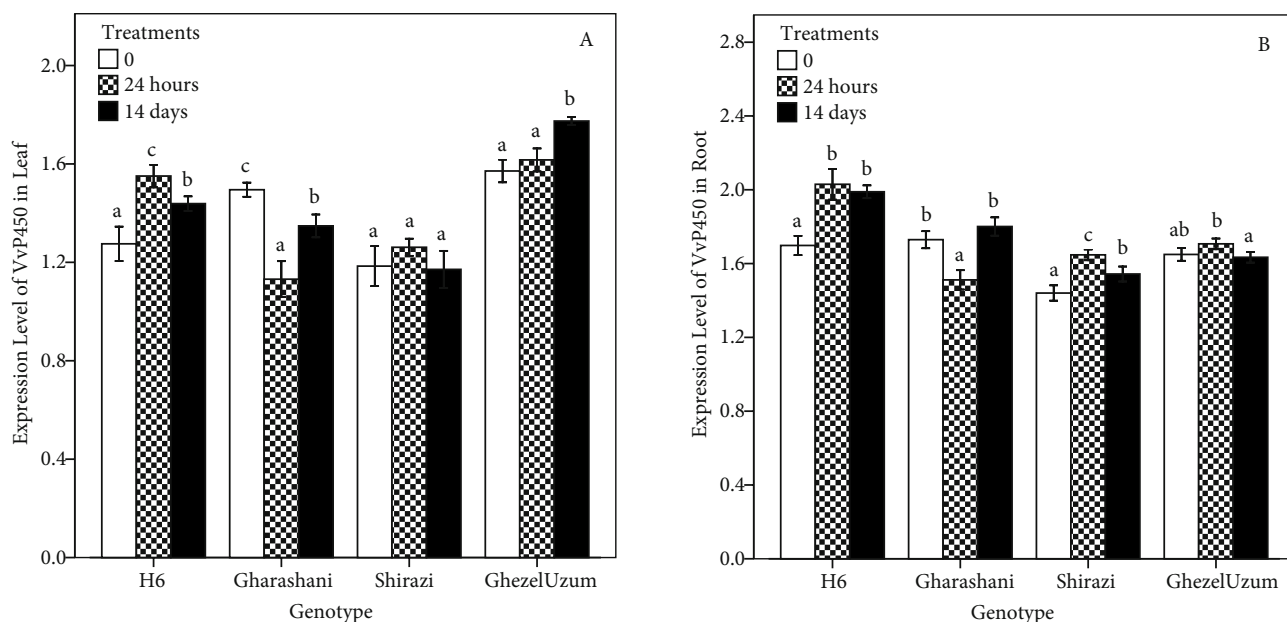 Treatments
0
24 hours
14 days
A
2.0
1.6
1.2
0.8
0.4
0.0
Expression Level of VvP450 in Leaf
a c b
c a b
a a a
a a b
H6 Gharashani Shirazi GhezelUzum
Genotype
Treatments
0
24 hours
14 days
B
2.8
2.4
2.0
1.6
1.2
0.8
0.4
0.0
Expression Level of VvP450 in Root
a b b
b a b
a c b
ab b a
H6 Gharashani Shirazi GhezelUzum
Genotype